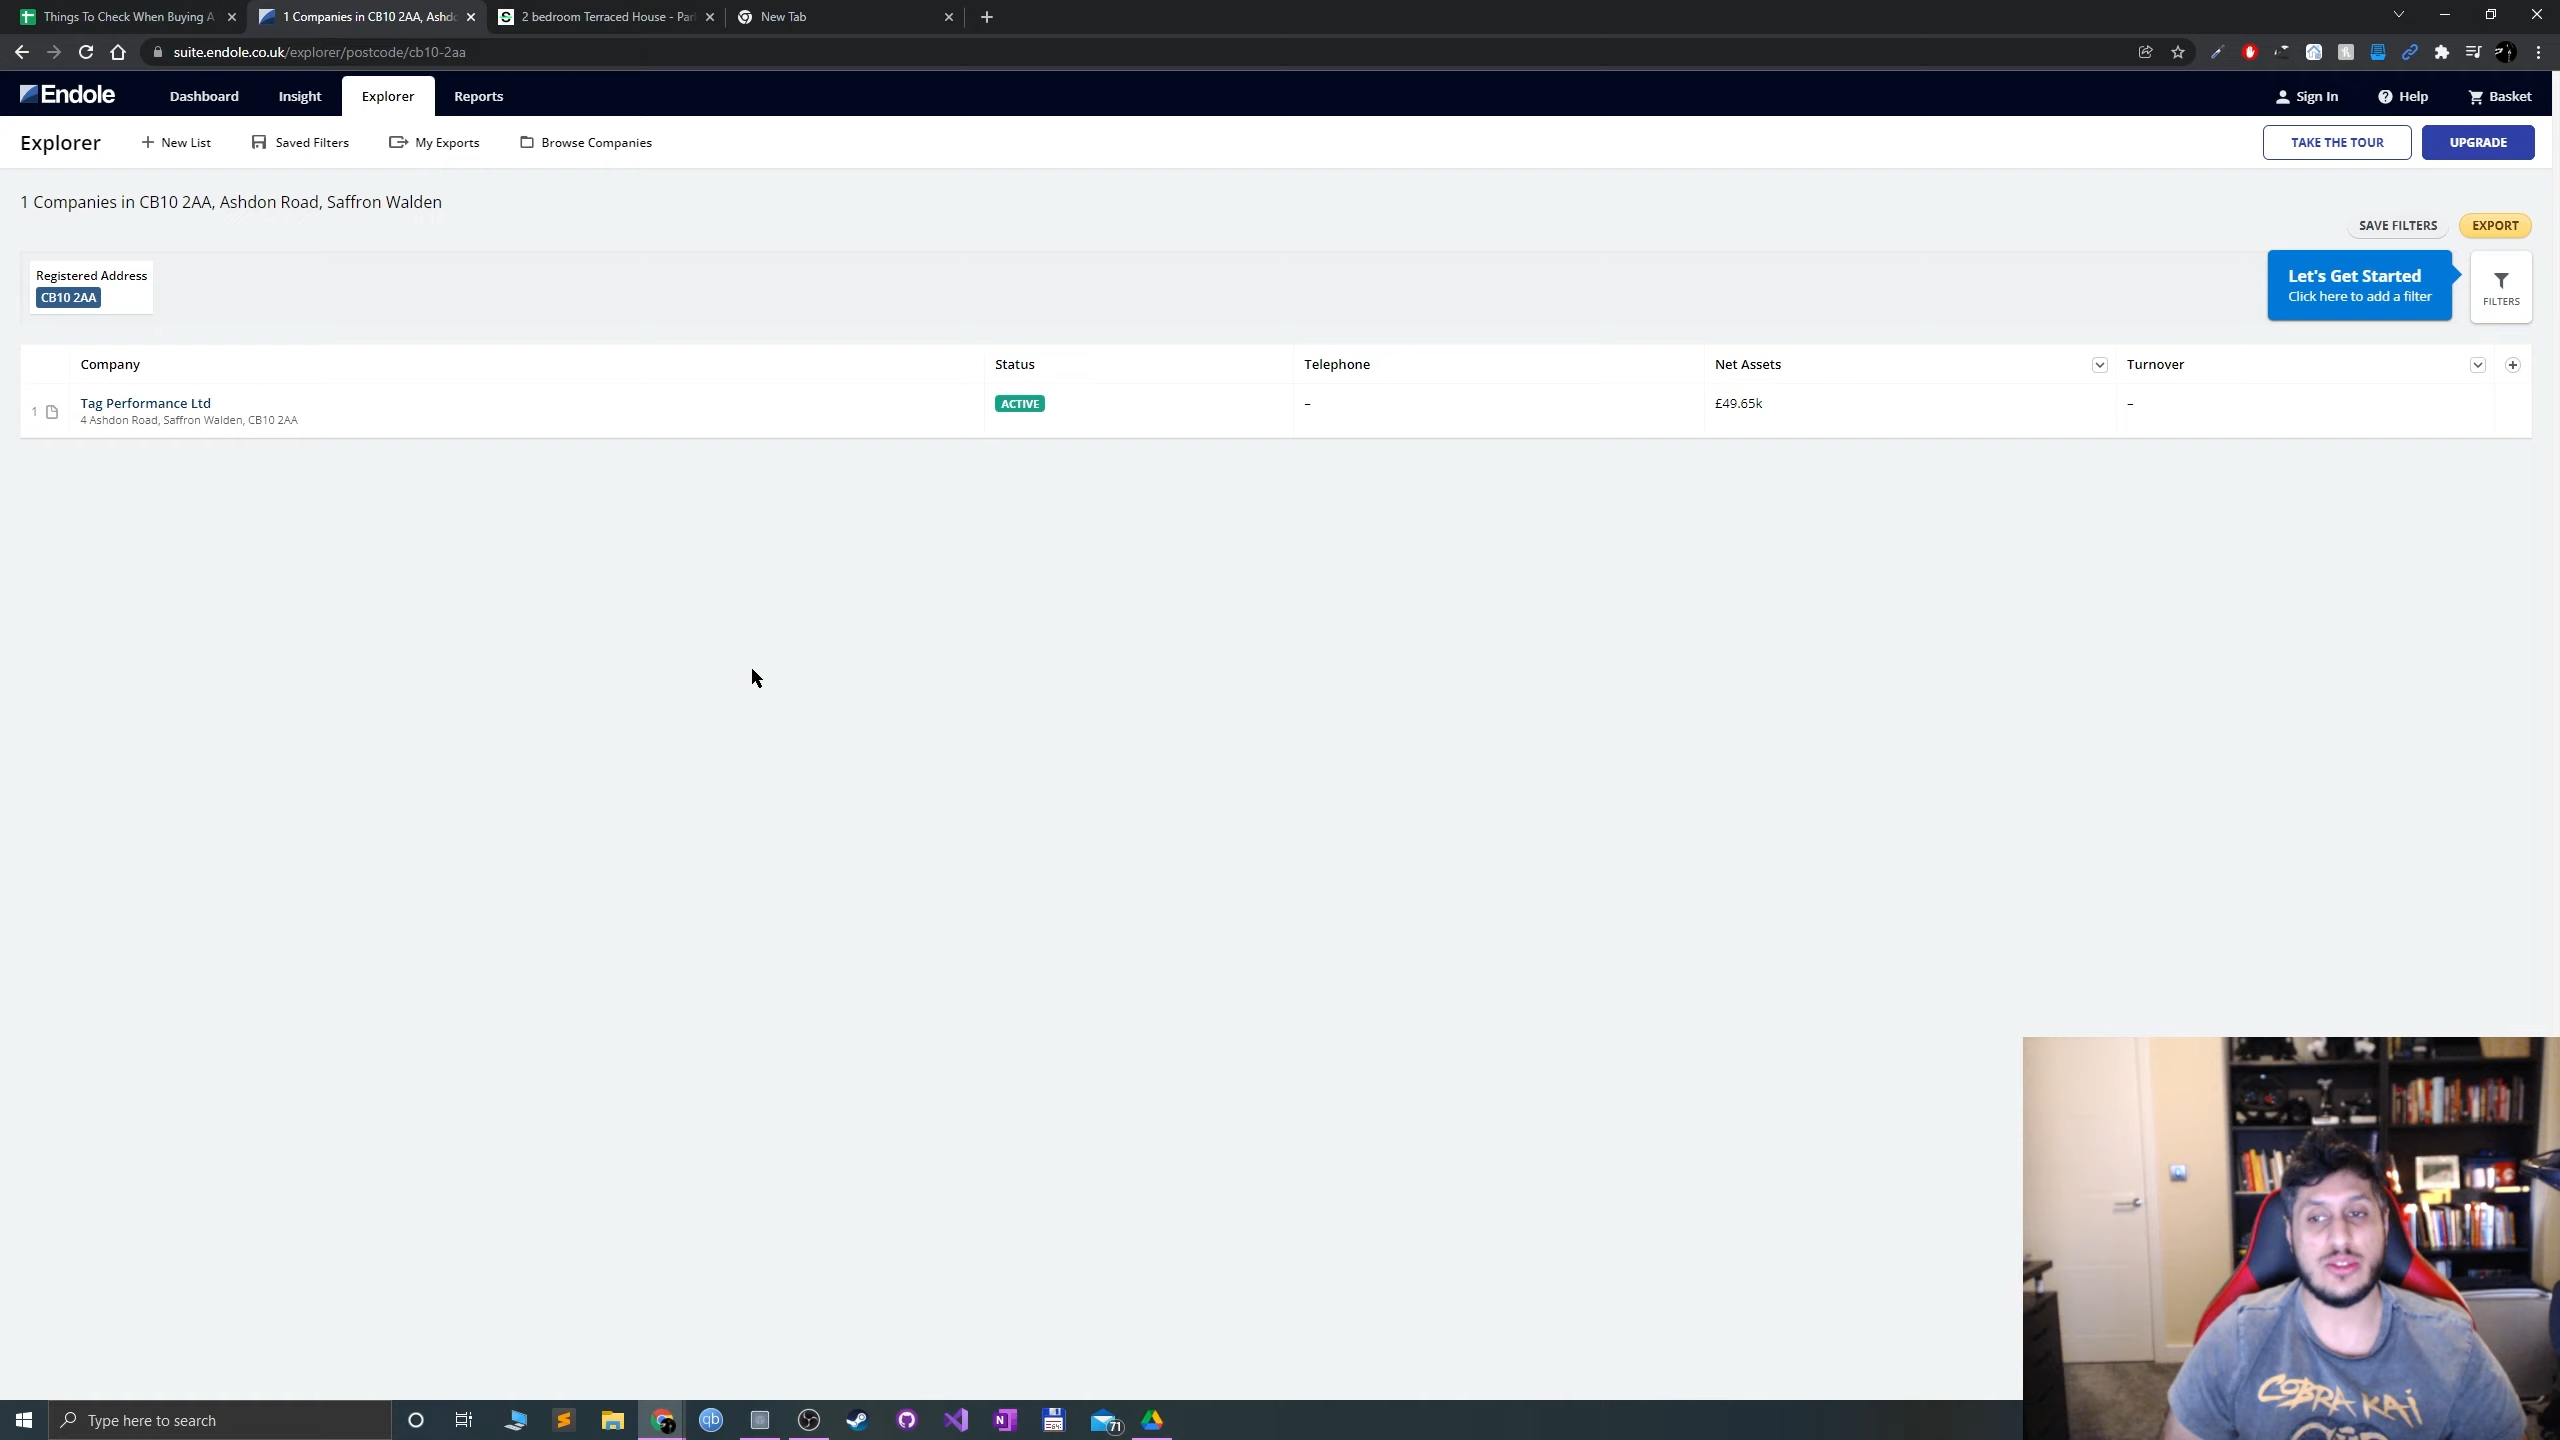 Things To Check When Buying A
1 Companies in CB10 2AA, Ashdo
2 bedroom Terraced House - Par
New Tab
suite.endole.co.uk/explorer/postcode/cb10-2aa
Endole
Dashboard
Insight
Explorer
Reports
Sign In
Help
Basket
Explorer
New List
Saved Filters
My Exports
Browse Companies
TAKE THE TOUR
UPGRADE
1 Companies in CB10 2AA, Ashdon Road, Saffron Walden
SAVE FILTERS
EXPORT
Registered Address
CB10 2AA
Let's Get Started
Click here to add a filter
FILTERS
Company
Status
Telephone
Net Assets
Turnover
1
Tag Performance Ltd
4 Ashdon Road, Saffron Walden, CB10 2AA
ACTIVE
–
£49.65k
–
Type here to search
qb
N
64
71
COBRA KAI